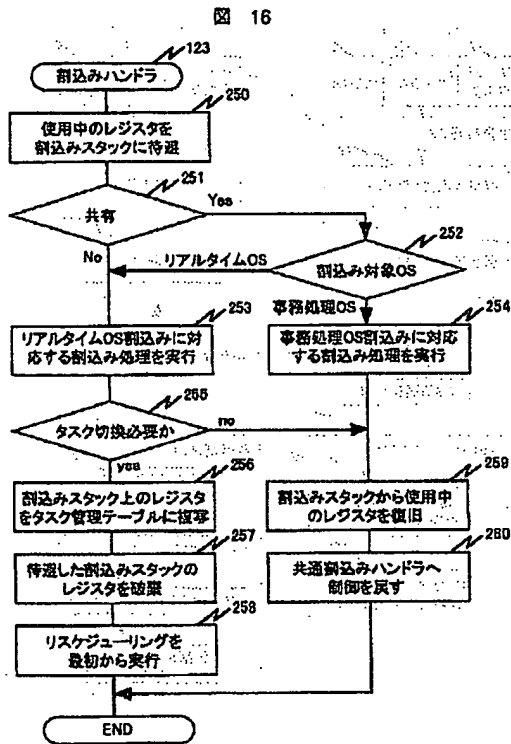 図 16
123
割込みハンドラ
250
使用中のレジスタを
割込みスタックに待避
251
共有
Yes
No
252
割込み対象OS
リアルタイムOS
事務処理OS
253
リアルタイムOS割込みに対
応する割込み処理を実行
254
事務処理OS割込みに対応
する割込み処理を実行
255
タスク切換必要か
no
yes
256
割込みスタック上のレジスタ
をタスク管理テーブルに複写
259
割込みスタックから使用中
のレジスタを復旧
257
待避した割込みスタックの
レジスタを破棄
260
共通割込みハンドラへ
制御を戻す
258
リスケジューリングを
最初から実行
END